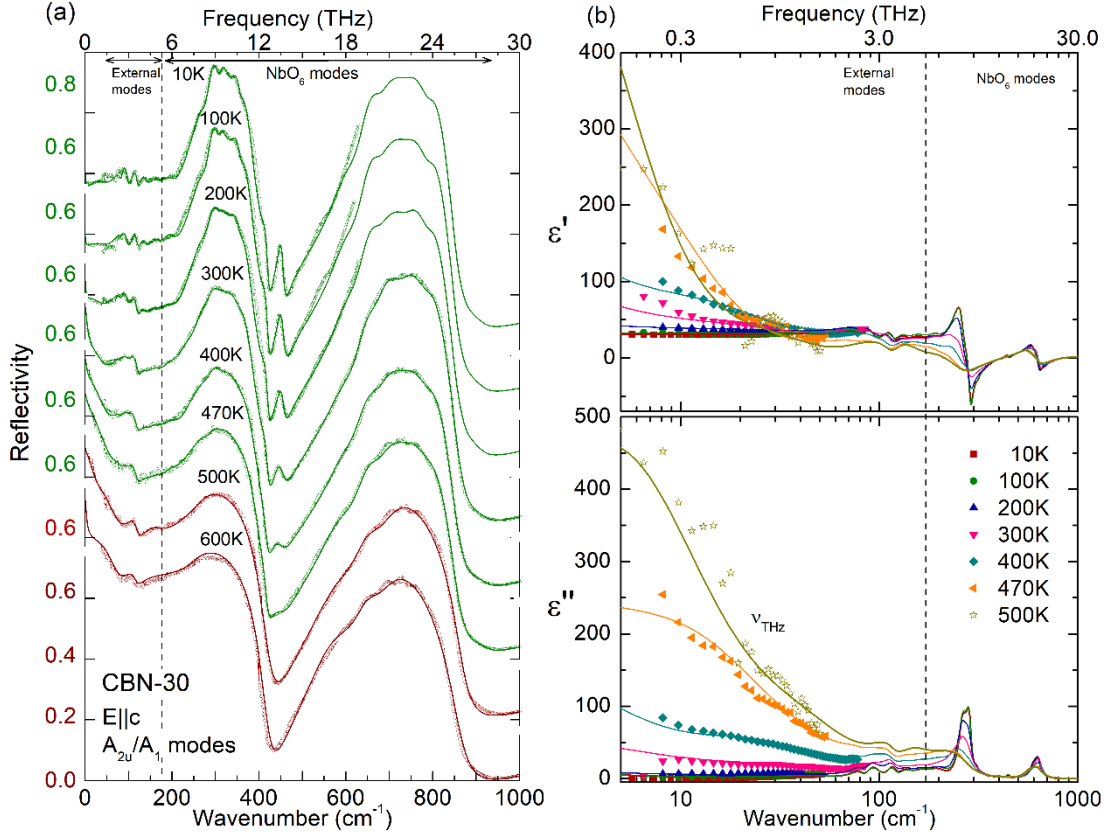 (a)
Frequency (THz)
0 6 12 18 24 30
External modes
NbO6 modes
10K
100K
200K
300K
400K
470K
500K
600K
0.8
0.6
0.6
0.6
0.6
0.6
0.6
0.6
0.6
0.4
0.2
0.0
Reflectivity
CBN-30
E||c
A2u/A1 modes
0 200 400 600 800 1000
Wavenumber (cm-1)
(b)
Frequency (THz)
0.3 3.0 30.0
External modes
NbO6 modes
400
300
200
100
0
ε'
500
400
300
200
100
0
ε''
νTHz
10K
100K
200K
300K
400K
470K
500K
10 100 1000
Wavenumber (cm-1)